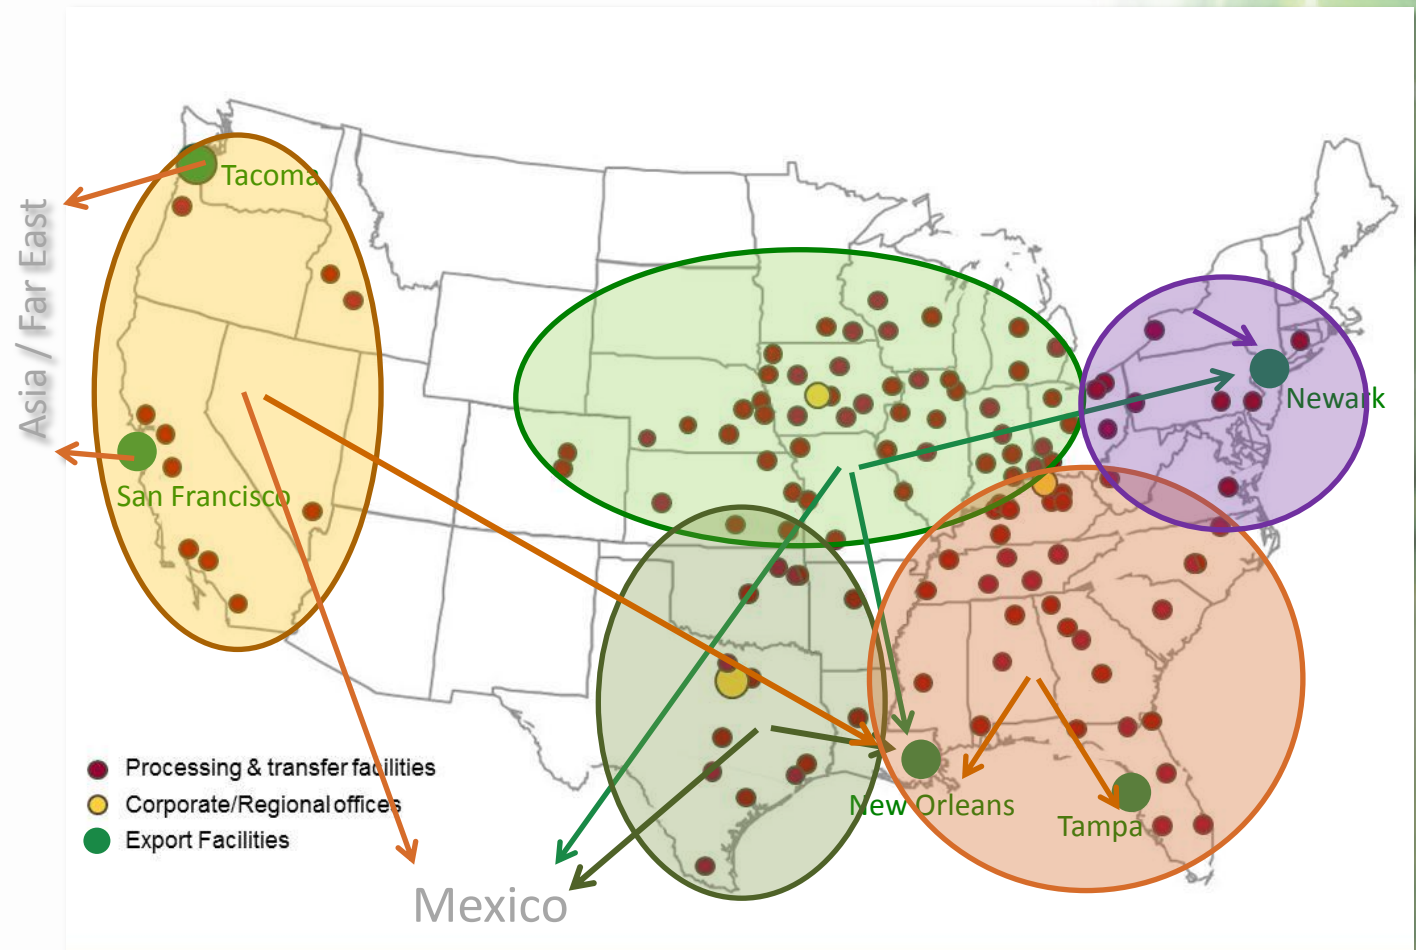 Asia / Far East
Tacoma
San Francisco
Newark
New Orleans
Tampa
Processing & transfer facilities
Corporate/Regional offices
Export Facilities
Mexico